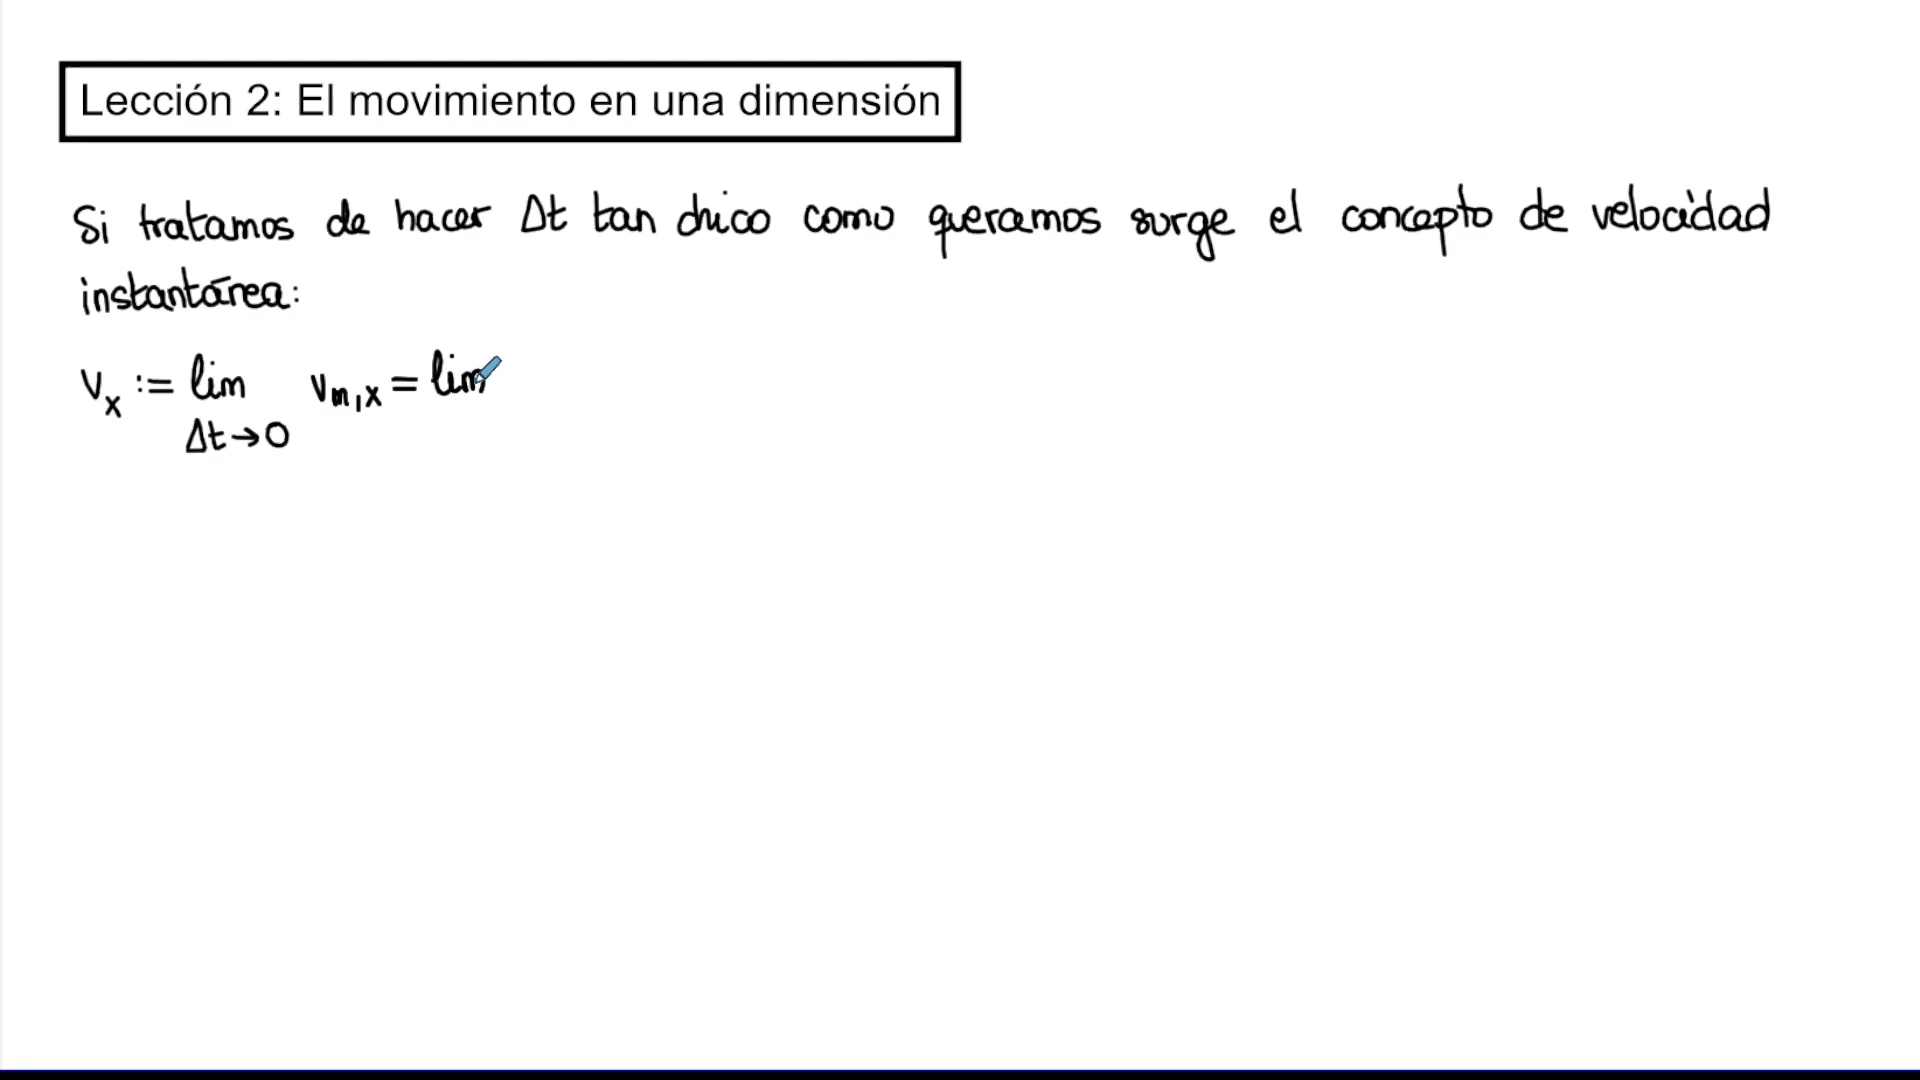 Lección 2: El movimiento en una dimensión
Si tratamos de hacer Δt tan chico como queramos surge el concepto de velocidad
instantánea:
Vx := lim Vm,x = lim
Δt→0